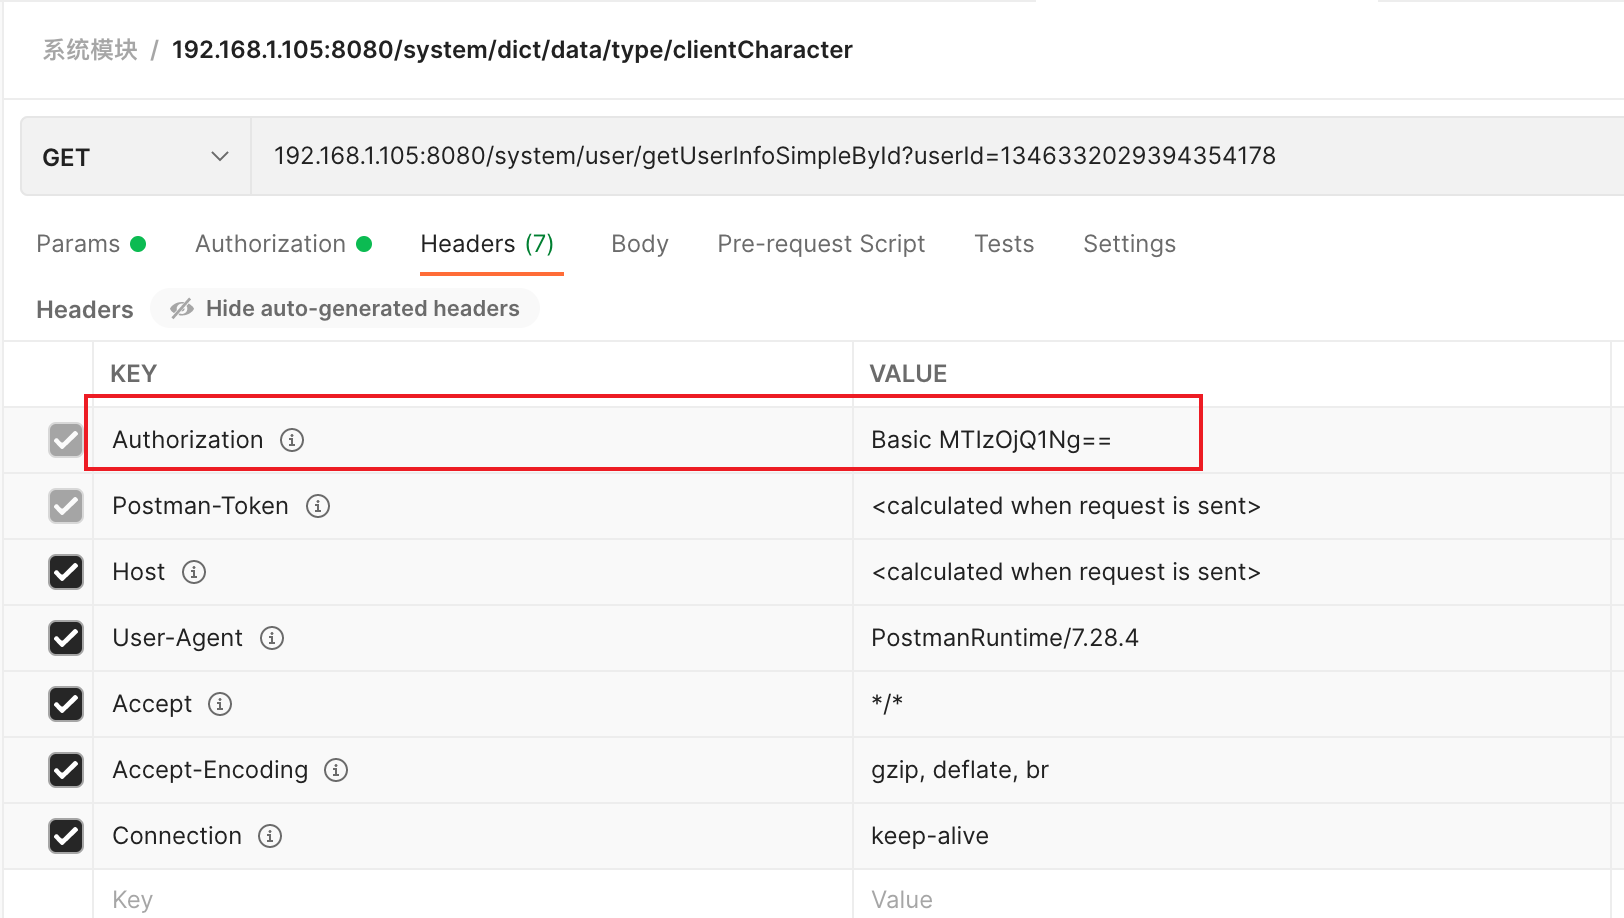 系统模块 / 192.168.1.105:8080/system/dict/data/type/clientCharacter
GET 192.168.1.105:8080/system/user/getUserInfoSimpleById?userId=1346332029394354178
Params Authorization Headers (7) Body Pre-request Script Tests Settings
Headers Hide auto-generated headers
KEY VALUE
Authorization Basic MTIzOjQ1Ng==
Postman-Token <calculated when request is sent>
Host <calculated when request is sent>
User-Agent PostmanRuntime/7.28.4
Accept */*
Accept-Encoding gzip, deflate, br
Connection keep-alive
Key Value